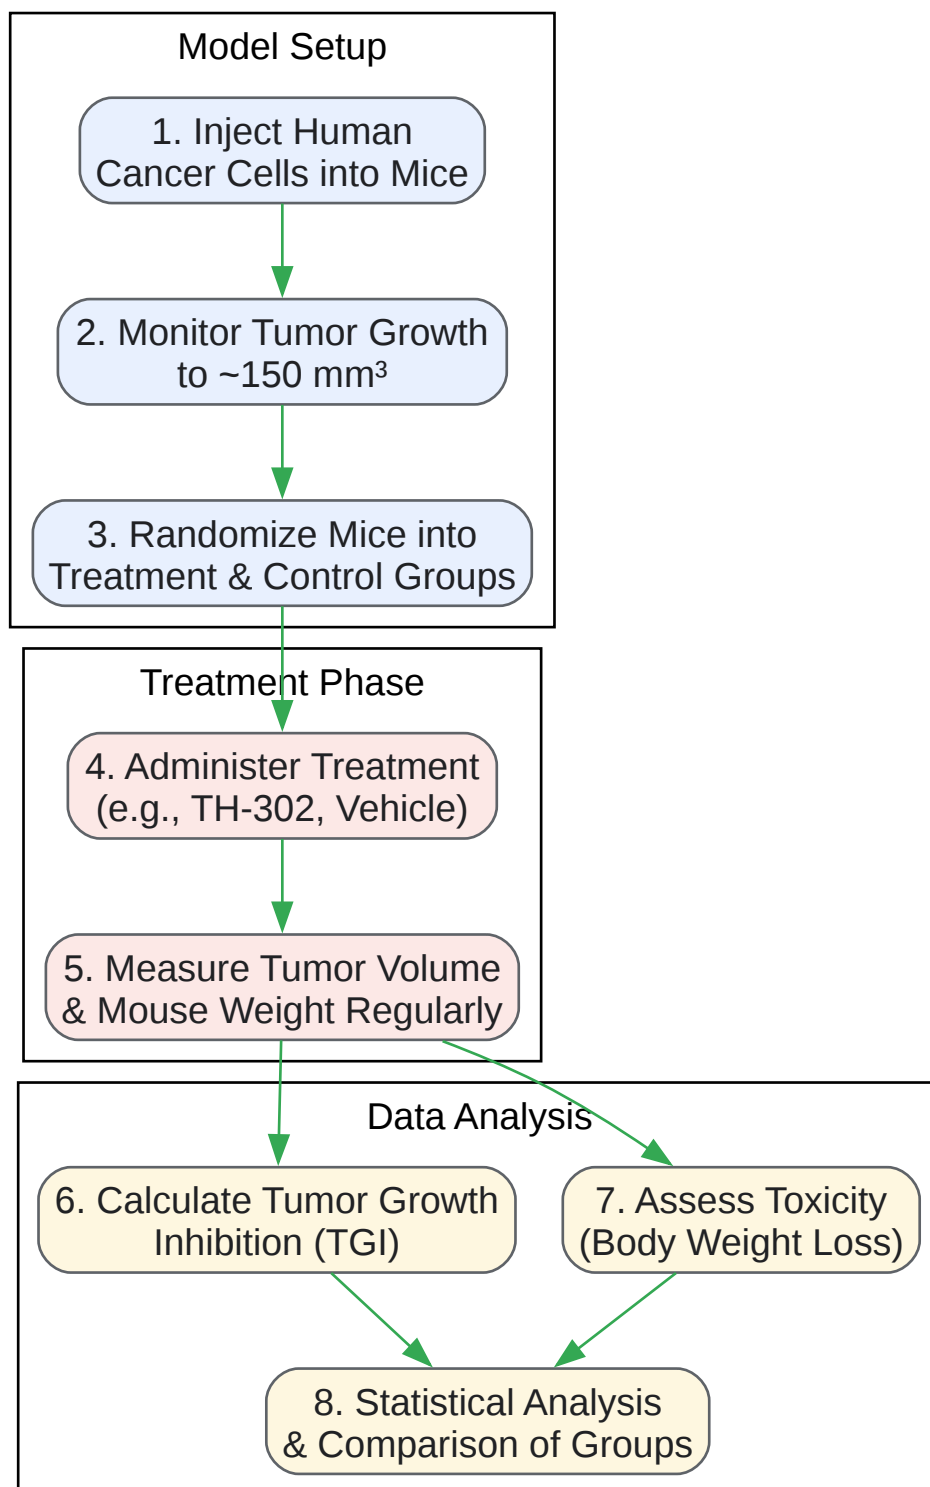 Model Setup
1. Inject Human
Cancer Cells into Mice
2. Monitor Tumor Growth
to ~150 mm³
3. Randomize Mice into
Treatment & Control Groups
Treatment Phase
4. Administer Treatment
(e.g., TH-302, Vehicle)
5. Measure Tumor Volume
& Mouse Weight Regularly
Data Analysis
6. Calculate Tumor Growth
Inhibition (TGI)
7. Assess Toxicity
(Body Weight Loss)
8. Statistical Analysis
& Comparison of Groups